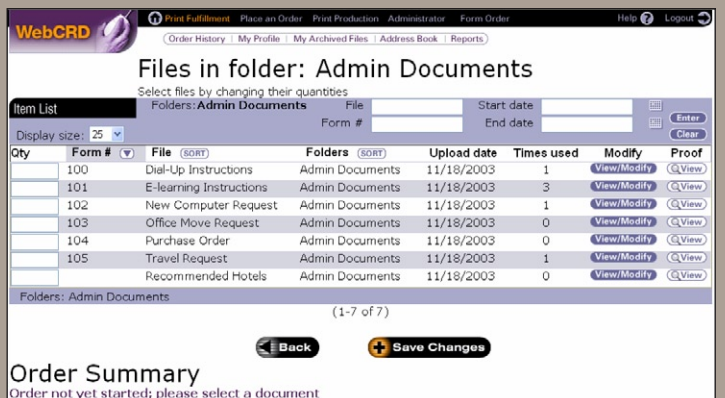 WebCRD
Print Fulfillment Place an Order Print Production Administrator Form Order Help ? Logout
Order History | My Profile | My Archived Files | Address Book | Reports
Files in folder: Admin Documents
Select files by changing their quantities
Item List Folders: Admin Documents File Start date
Form # End date Enter
Display size: 25 Clear
Qty Form # File SORT Folders SORT Upload date Times used Modify Proof
100 Dial-Up Instructions Admin Documents 11/18/2003 1 View/Modify View
101 E-learning Instructions Admin Documents 11/18/2003 3 View/Modify View
102 New Computer Request Admin Documents 11/18/2003 1 View/Modify View
103 Office Move Request Admin Documents 11/18/2003 0 View/Modify View
104 Purchase Order Admin Documents 11/18/2003 0 View/Modify View
105 Travel Request Admin Documents 11/18/2003 1 View/Modify View
Recommended Hotels Admin Documents 11/18/2003 0 View/Modify View
Folders: Admin Documents
(1-7 of 7)
Back Save Changes
Order Summary
Order not yet started; please select a document